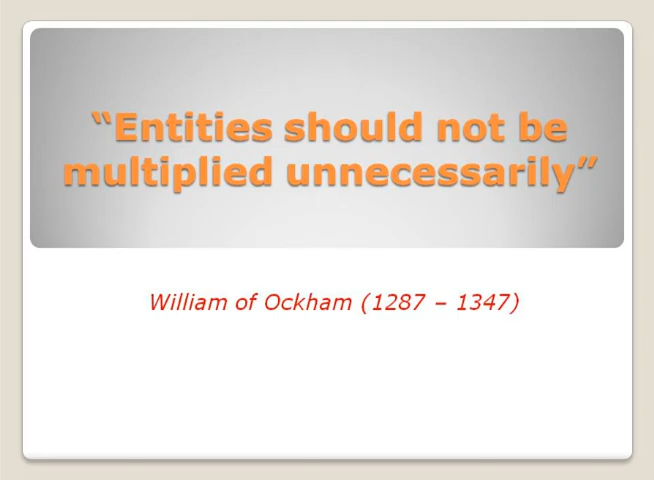 “Entities should not be
multiplied unnecessarily”
William of Ockham (1287 – 1347)